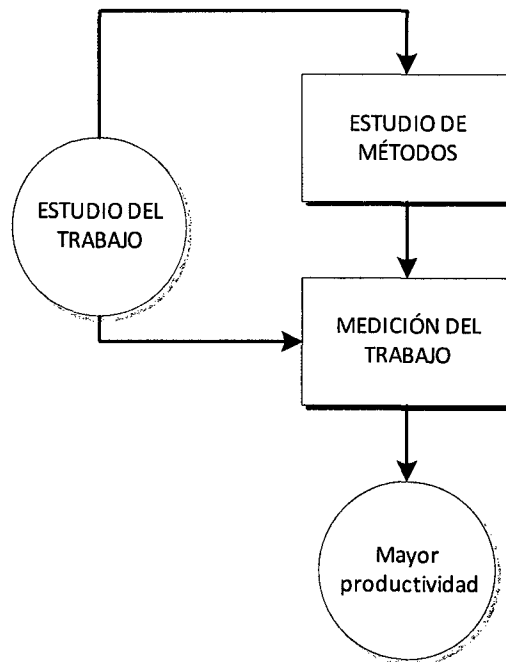 ESTUDIO DE
MÉTODOS
ESTUDIO DEL
TRABAJO
MEDICIÓN DEL
TRABAJO
Mayor
productividad